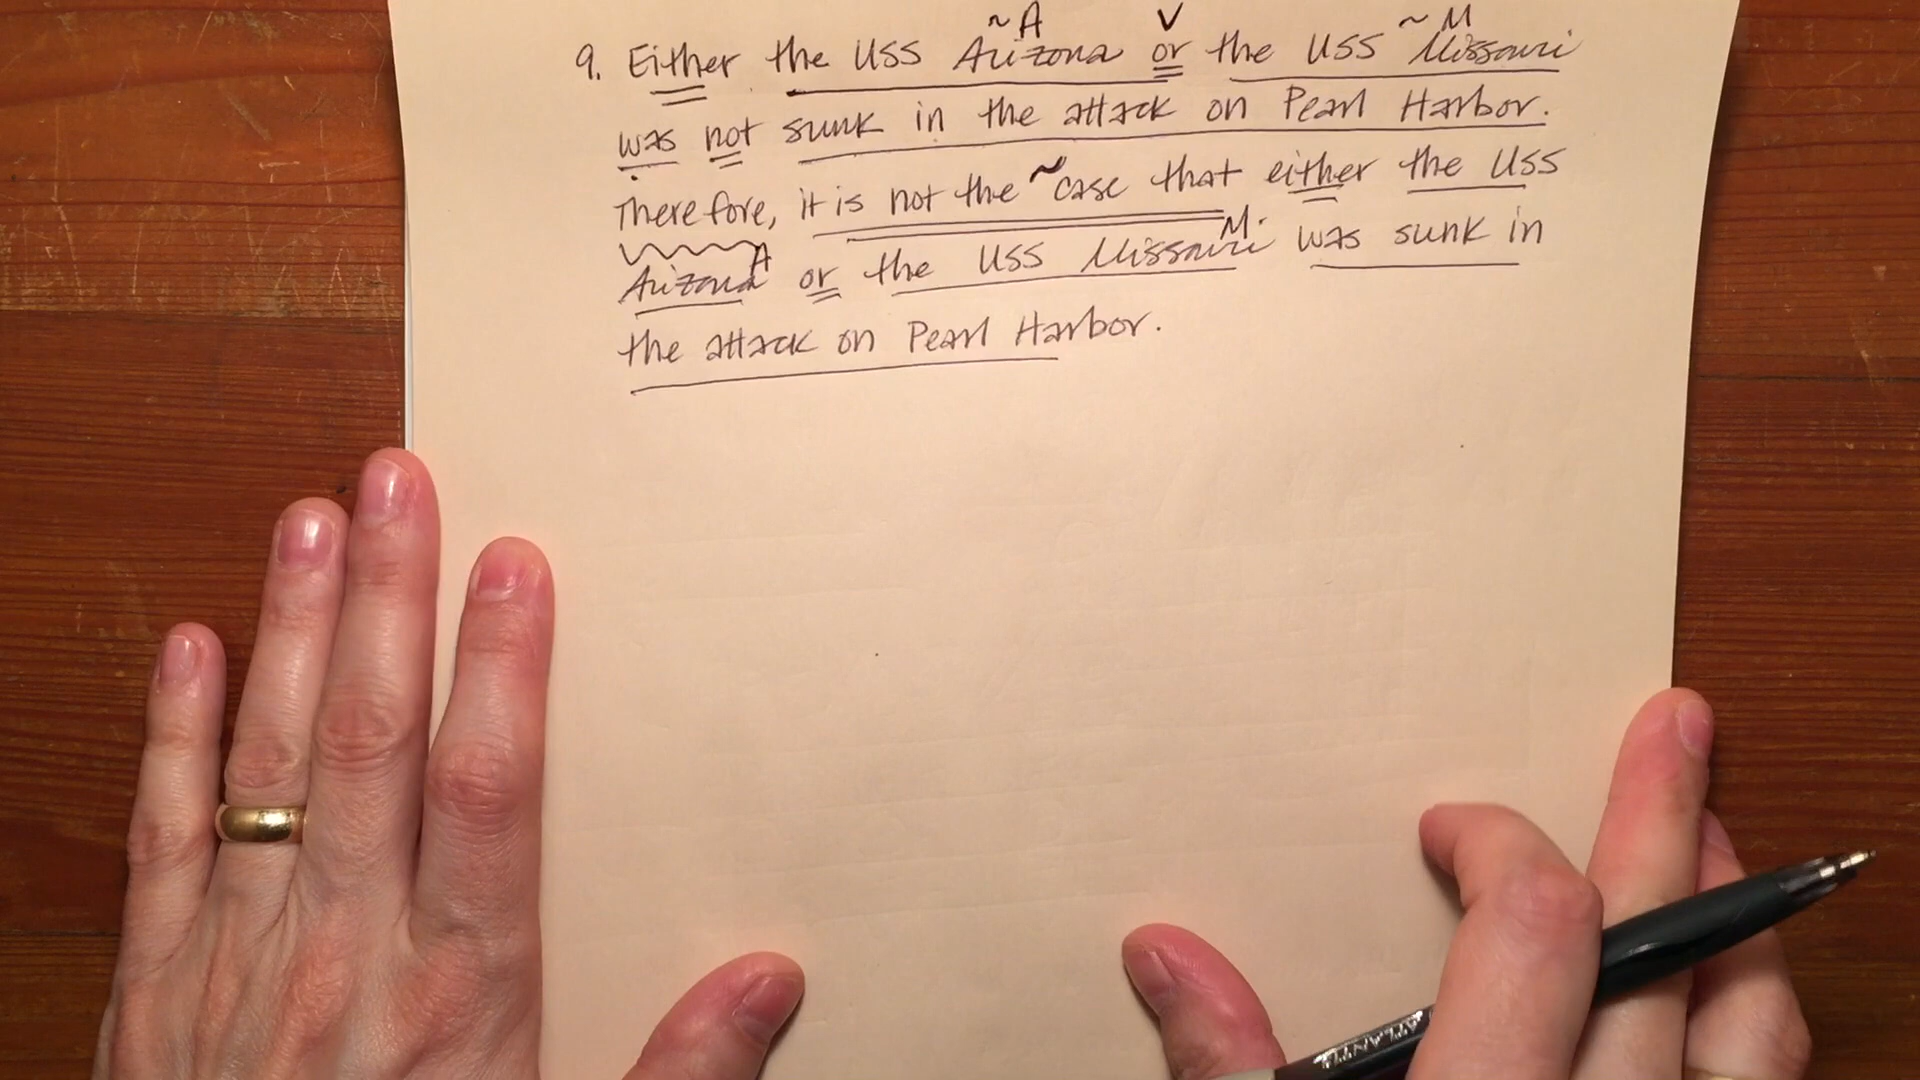 ~A V ~M
9. Either the USS Arizona or the USS Missouri
was not sunk in the attack on Pearl Harbor.
~
Therefore, it is not the case that either the USS
A M.
Arizona or the USS Missouri was sunk in
the attack on Pearl Harbor.